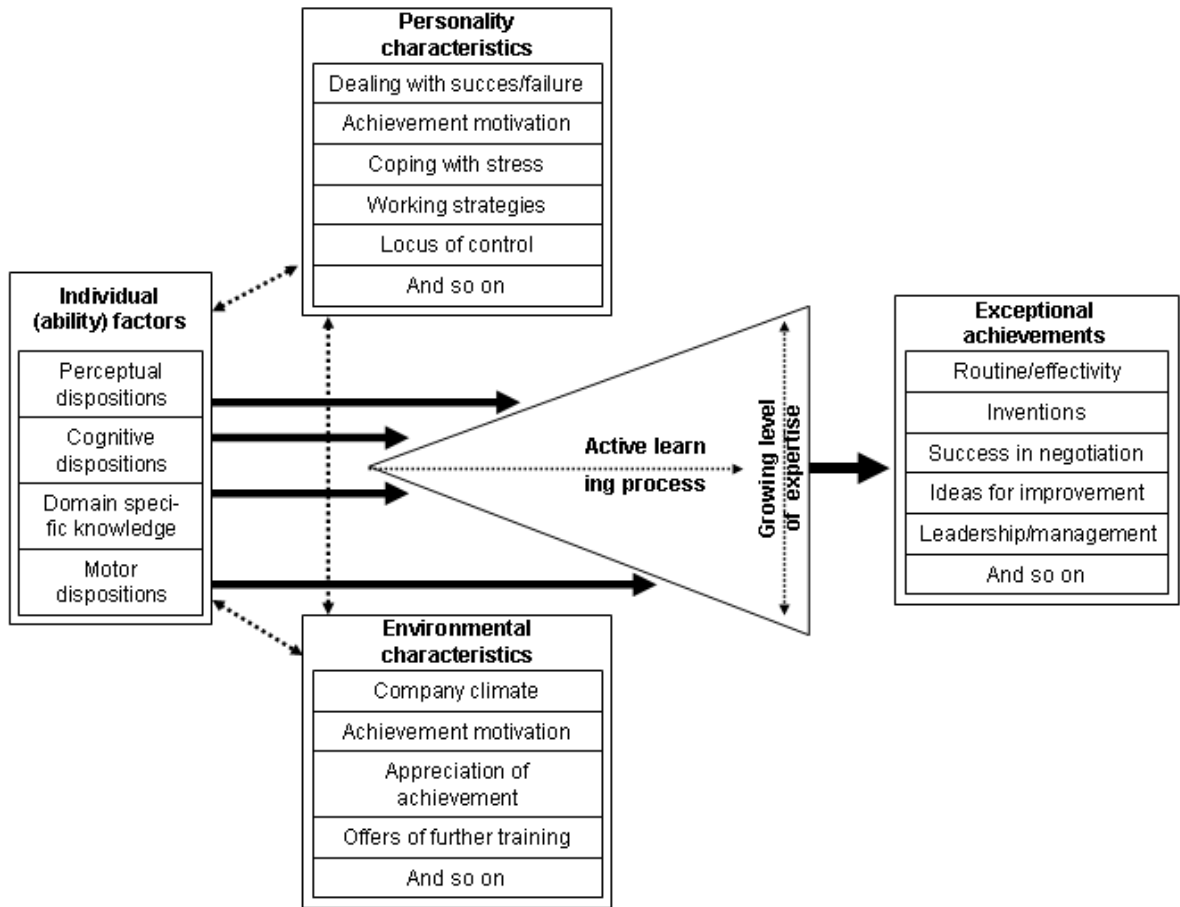 Personality
characteristics
Dealing with succes/failure
Achievement motivation
Coping with stress
Working strategies
Locus of control
And so on
Individual
(ability) factors
Perceptual
dispositions
Cognitive
dispositions
Domain speci-
fic knowledge
Motor
dispositions
Active learn
ing process
Growing level
of expertise
Exceptional
achievements
Routine/effectivity
Inventions
Success in negotiation
Ideas for improvement
Leadership/management
And so on
Environmental
characteristics
Company climate
Achievement motivation
Appreciation of
achievement
Offers of further training
And so on